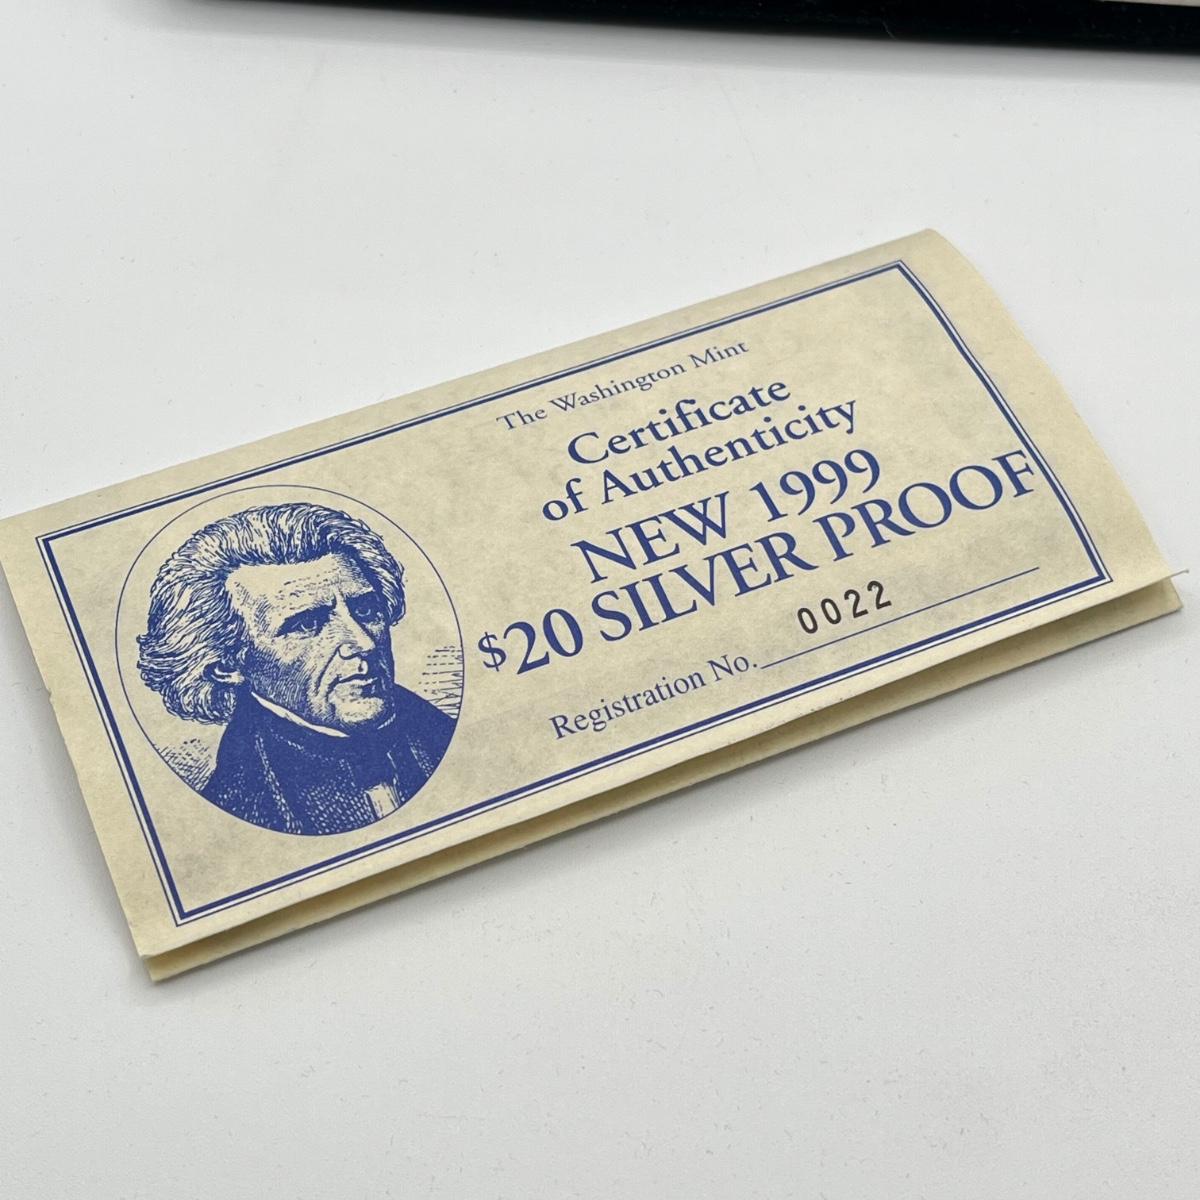 The Washington Mint
Certificate
of Authenticity
NEW 1999
$20 SILVER PROOF
Registration No. 0022